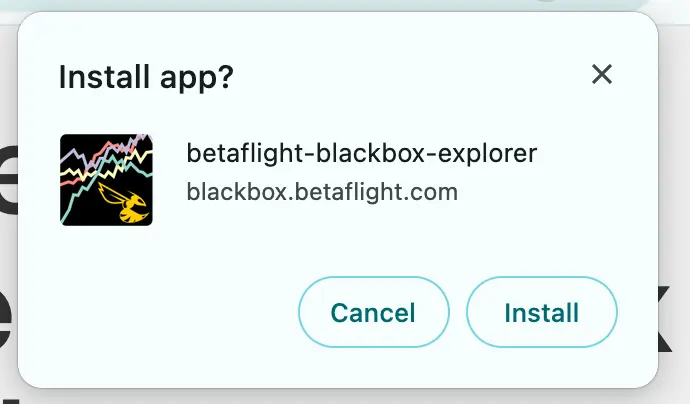 Install app?
betaflight-blackbox-explorer
blackbox.betaflight.com
Cancel
Install